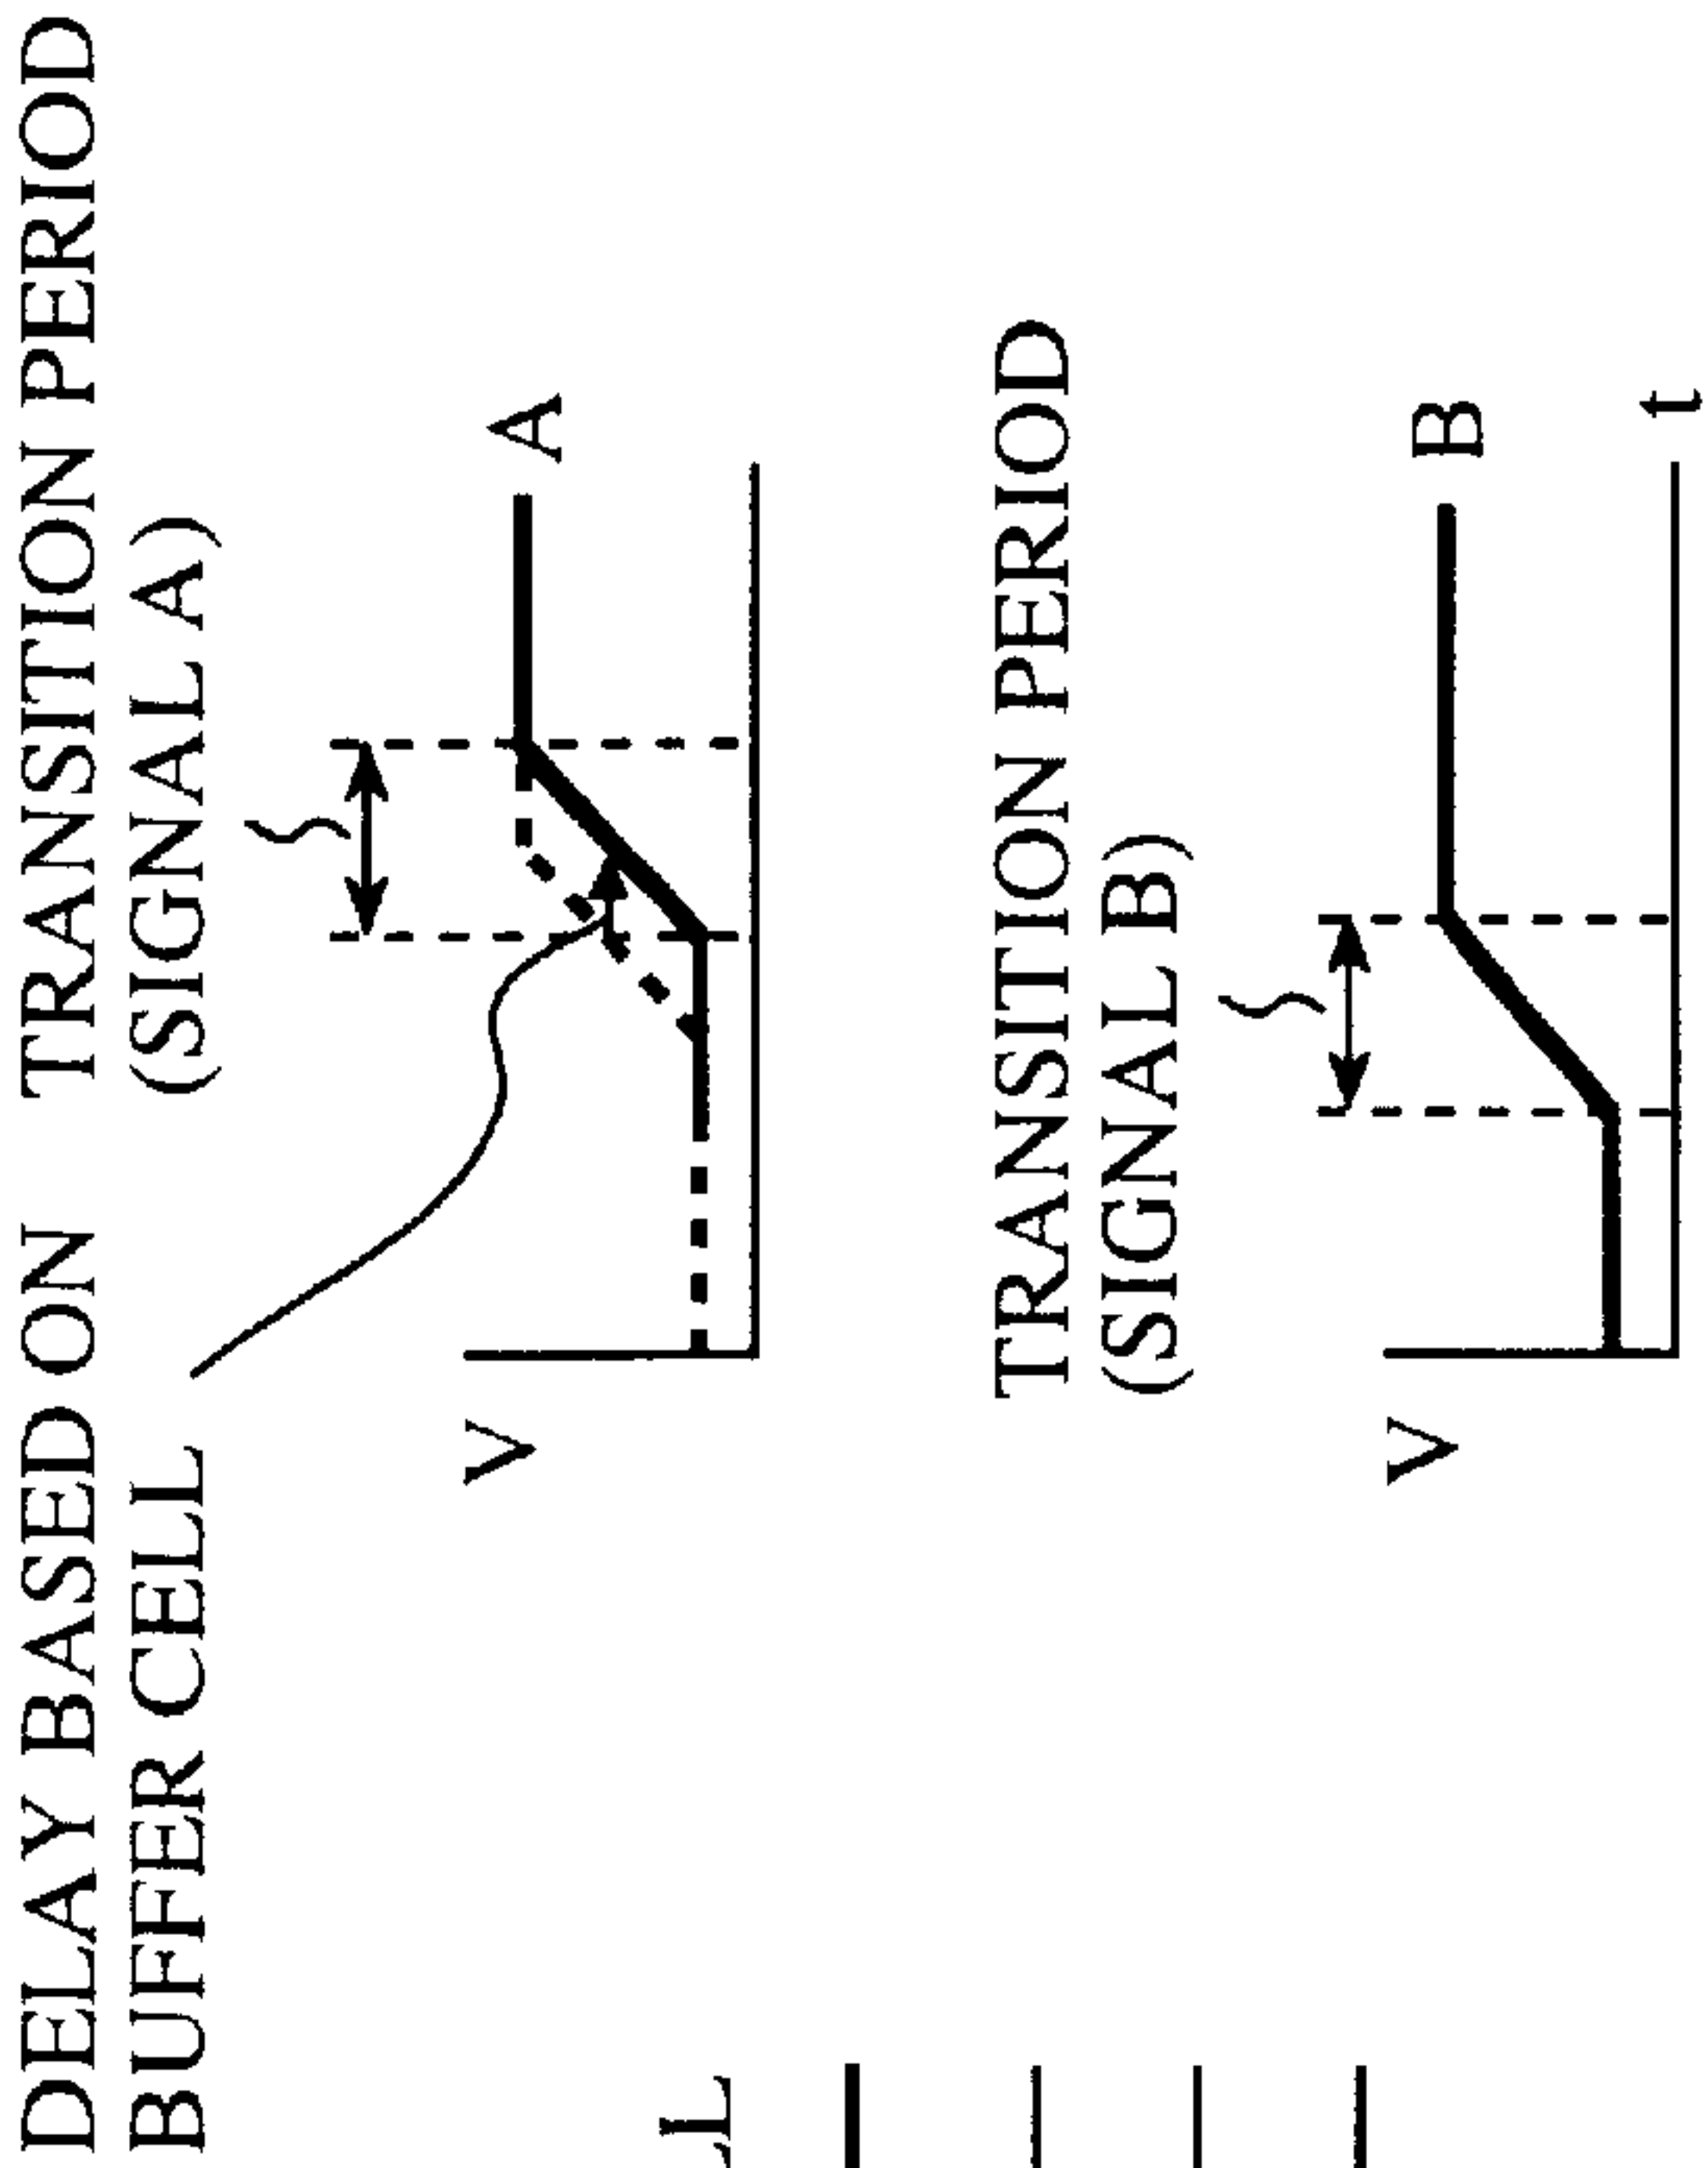 DELAY BASED ON
BUFFER CELL
TRANSITION PERIOD
(SIGNAL A)
V
A
TRANSITION PERIOD
(SIGNAL B)
V
B
t